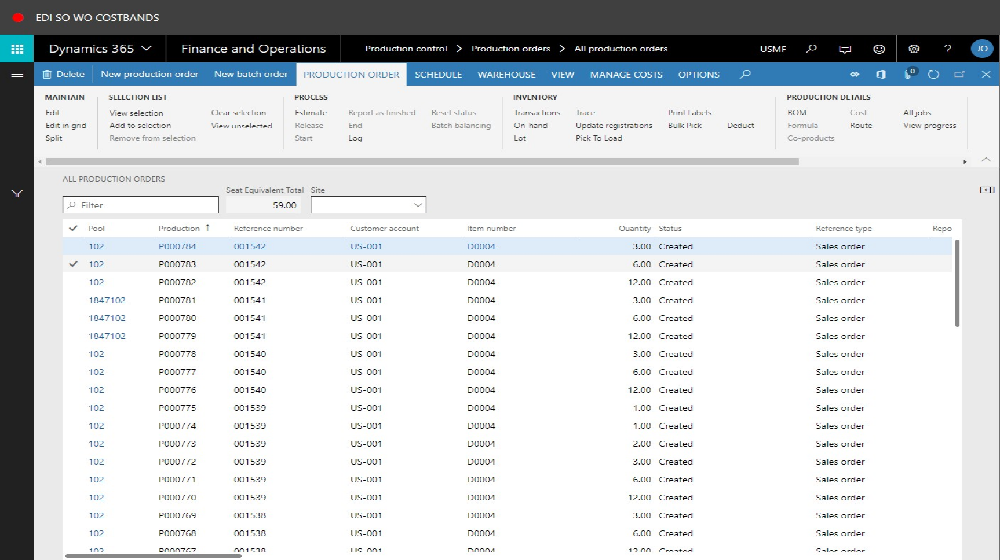 EDI SO WO COSTBANDS
Dynamics 365 Finance and Operations Production control > Production orders > All production orders USMF ? JO
Delete New production order New batch order PRODUCTION ORDER SCHEDULE WAREHOUSE VIEW MANAGE COSTS OPTIONS 0
MAINTAIN SELECTION LIST PROCESS INVENTORY PRODUCTION DETAILS
Edit View selection Clear selection Estimate Report as finished Reset status Transactions Trace Print Labels BOM Cost All jobs
Edit in grid Add to selection View unselected Release End Batch balancing On-hand Update registrations Bulk Pick Deduct Formula Route View progress
Split Remove from selection Start Log Lot Pick To Load Co-products
ALL PRODUCTION ORDERS
Seat Equivalent Total Site
Filter 59.00
Pool Production ↑ Reference number Customer account Item number Quantity Status Reference type Repo
102 P000784 001542 US-001 D0004 3.00 Created Sales order
102 P000783 001542 US-001 D0004 6.00 Created Sales order
102 P000782 001542 US-001 D0004 12.00 Created Sales order
1847102 P000781 001541 US-001 D0004 3.00 Created Sales order
1847102 P000780 001541 US-001 D0004 6.00 Created Sales order
1847102 P000779 001541 US-001 D0004 12.00 Created Sales order
102 P000778 001540 US-001 D0004 3.00 Created Sales order
102 P000777 001540 US-001 D0004 6.00 Created Sales order
102 P000776 001540 US-001 D0004 12.00 Created Sales order
102 P000775 001539 US-001 D0004 1.00 Created Sales order
102 P000774 001539 US-001 D0004 1.00 Created Sales order
102 P000773 001539 US-001 D0004 2.00 Created Sales order
102 P000772 001539 US-001 D0004 3.00 Created Sales order
102 P000771 001539 US-001 D0004 6.00 Created Sales order
102 P000770 001539 US-001 D0004 12.00 Created Sales order
102 P000769 001538 US-001 D0004 3.00 Created Sales order
102 P000768 001538 US-001 D0004 6.00 Created Sales order
102 P000767 001538 US-001 D0004 12.00 Created Sales order